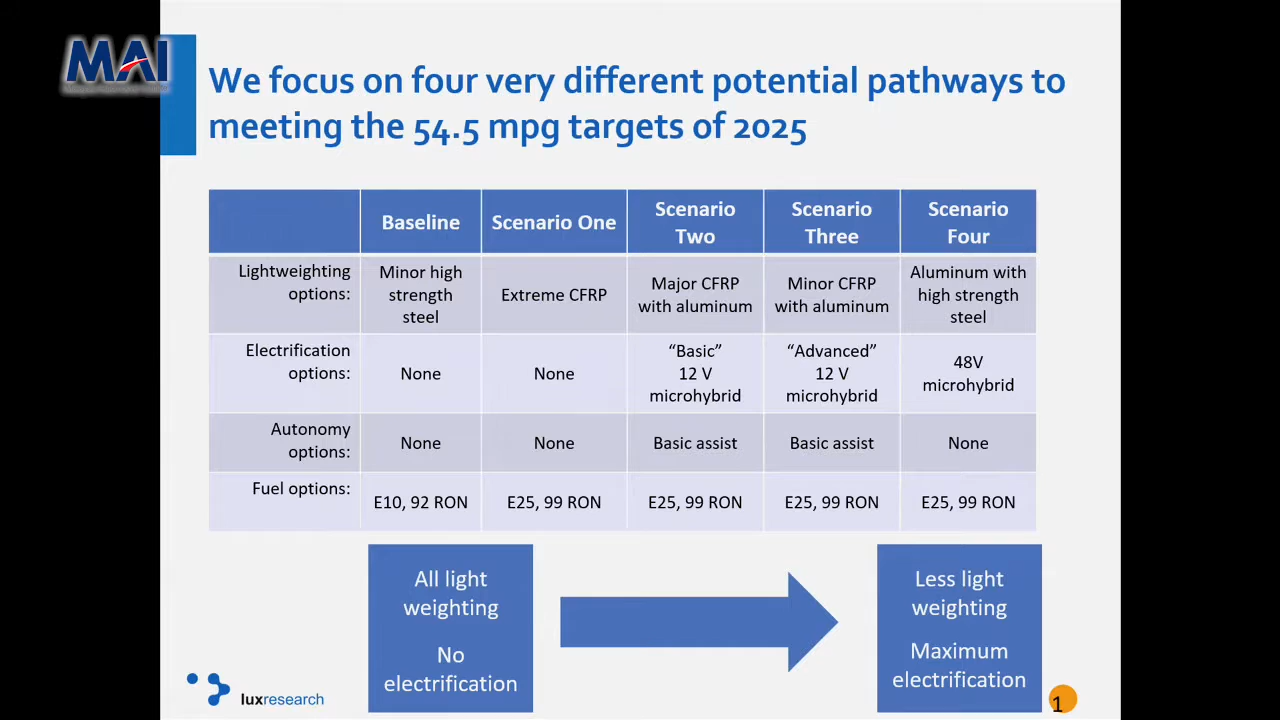 MAI
We focus on four very different potential pathways to
meeting the 54.5 mpg targets of 2025
Baseline
Scenario One
Scenario
Two
Scenario
Three
Scenario
Four
Lightweighting
options:
Minor high
strength
steel
Extreme CFRP
Major CFRP
with aluminum
Minor CFRP
with aluminum
Aluminum with
high strength
steel
Electrification
options:
None
None
“Basic”
12 V
microhybrid
“Advanced”
12 V
microhybrid
48V
microhybrid
Autonomy
options:
None
None
Basic assist
Basic assist
None
Fuel options:
E10, 92 RON
E25, 99 RON
E25, 99 RON
E25, 99 RON
E25, 99 RON
All light
weighting
No
electrification
Less light
weighting
Maximum
electrification
luxresearch
1